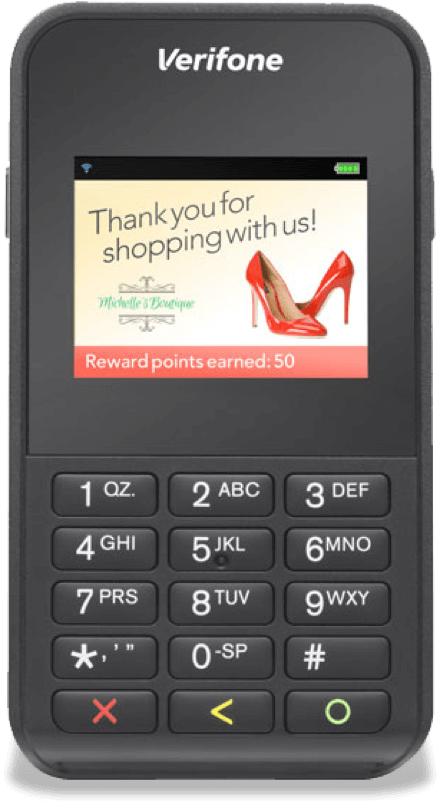 Verifone
Thank you for
shopping with us!
Michelle's Boutique
Reward points earned: 50
1 QZ. 2 ABC 3 DEF
4 GHI 5 JKL 6 MNO
7 PRS 8 TUV 9 WXY
*,'" 0 -SP #